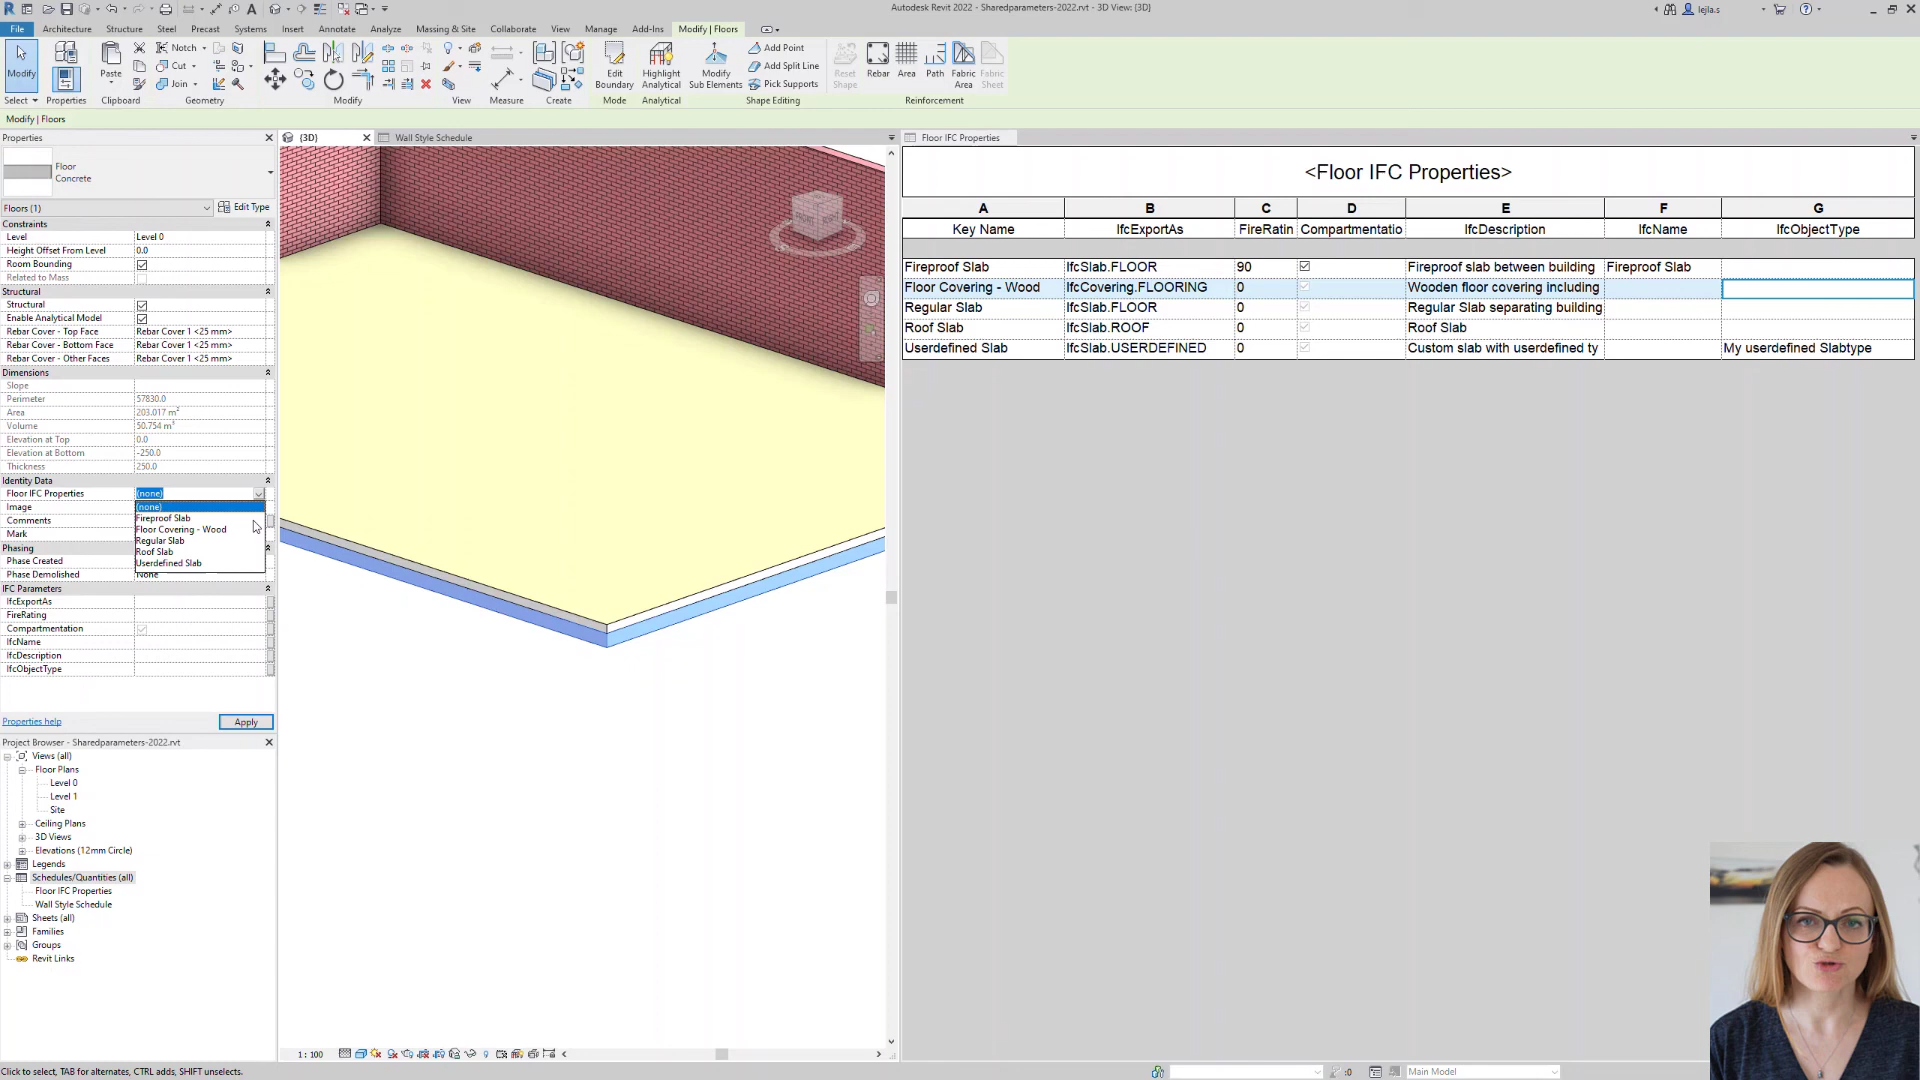 Autodesk Revit 2022 - Sharedparameters-2022.rvt - 3D View: {3D}
lejla.s
File Architecture Structure Steel Precast Systems Insert Annotate Analyze Massing & Site Collaborate View Manage Add-Ins Modify | Floors
Modify
Select
Properties
Paste
Clipboard
Notch
Cut
Join
Geometry
Modify
View
Measure
Create
Edit Boundary
Mode
Highlight Analytical
Analytical
Modify Sub Elements
Add Point
Add Split Line
Pick Supports
Shape Editing
Reset Shape
Rebar
Area
Path
Fabric Area
Fabric Sheet
Reinforcement
Modify | Floors
Properties
Floor
Concrete
Floors (1)
Edit Type
Constraints
Level Level 0
Height Offset From Level 0.0
Room Bounding
Related to Mass
Structural
Structural
Enable Analytical Model
Rebar Cover - Top Face Rebar Cover 1 <25 mm>
Rebar Cover - Bottom Face Rebar Cover 1 <25 mm>
Rebar Cover - Other Faces Rebar Cover 1 <25 mm>
Dimensions
Slope
Perimeter 57830.0
Area 203.017 m²
Volume 50.754 m³
Elevation at Top 0.0
Elevation at Bottom -250.0
Thickness 250.0
Identity Data
Floor IFC Properties (none)
Image
Comments
Mark
(none)
Fireproof Slab
Floor Covering - Wood
Regular Slab
Roof Slab
Userdefined Slab
Phasing
Phase Created
Phase Demolished None
IFC Parameters
IfcExportAs
FireRating
Compartmentation
IfcName
IfcDescription
IfcObjectType
Properties help
Apply
Project Browser - Sharedparameters-2022.rvt
Views (all)
Floor Plans
Level 0
Level 1
Site
Ceiling Plans
3D Views
Elevations (12mm Circle)
Legends
Schedules/Quantities (all)
Floor IFC Properties
Wall Style Schedule
Sheets (all)
Families
Groups
Revit Links
{3D}
Wall Style Schedule
FRONT RIGHT
1 : 100
Floor IFC Properties
<Floor IFC Properties>
A B C D E F G
Key Name IfcExportAs FireRatin Compartmentatio IfcDescription IfcName IfcObjectType
Fireproof Slab IfcSlab.FLOOR 90 Fireproof slab between building Fireproof Slab
Floor Covering - Wood IfcCovering.FLOORING 0 Wooden floor covering including
Regular Slab IfcSlab.FLOOR 0 Regular Slab separating building
Roof Slab IfcSlab.ROOF 0 Roof Slab
Userdefined Slab IfcSlab.USERDEFINED 0 Custom slab with userdefined ty My userdefined Slabtype
Click to select, TAB for alternates, CTRL adds, SHIFT unselects.
:0
Main Model